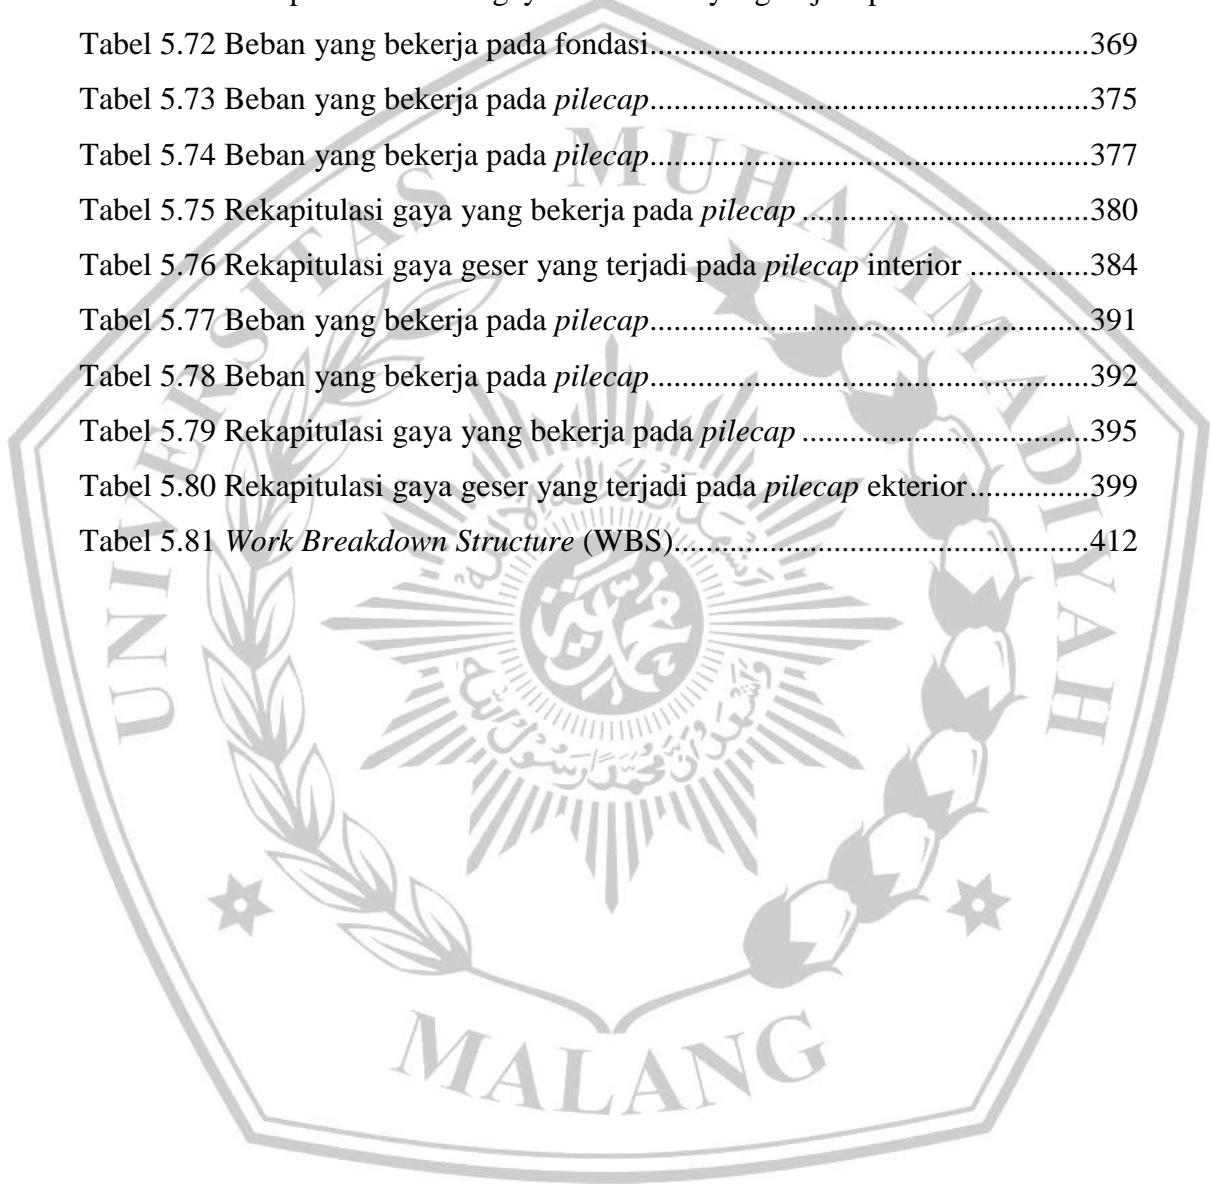 Tabel 5.72 Beban yang bekerja pada fondasi.......................................................369
Tabel 5.73 Beban yang bekerja pada pilecap.......................................................375
Tabel 5.74 Beban yang bekerja pada pilecap.......................................................377
Tabel 5.75 Rekapitulasi gaya yang bekerja pada pilecap ....................................380
Tabel 5.76 Rekapitulasi gaya geser yang terjadi pada pilecap interior ...............384
Tabel 5.77 Beban yang bekerja pada pilecap.......................................................391
Tabel 5.78 Beban yang bekerja pada pilecap.......................................................392
Tabel 5.79 Rekapitulasi gaya yang bekerja pada pilecap ....................................395
Tabel 5.80 Rekapitulasi gaya geser yang terjadi pada pilecap ekterior...............399
Tabel 5.81 Work Breakdown Structure (WBS)....................................................412
UNIVERSITAS MUHAMMADIYAH
MALANG